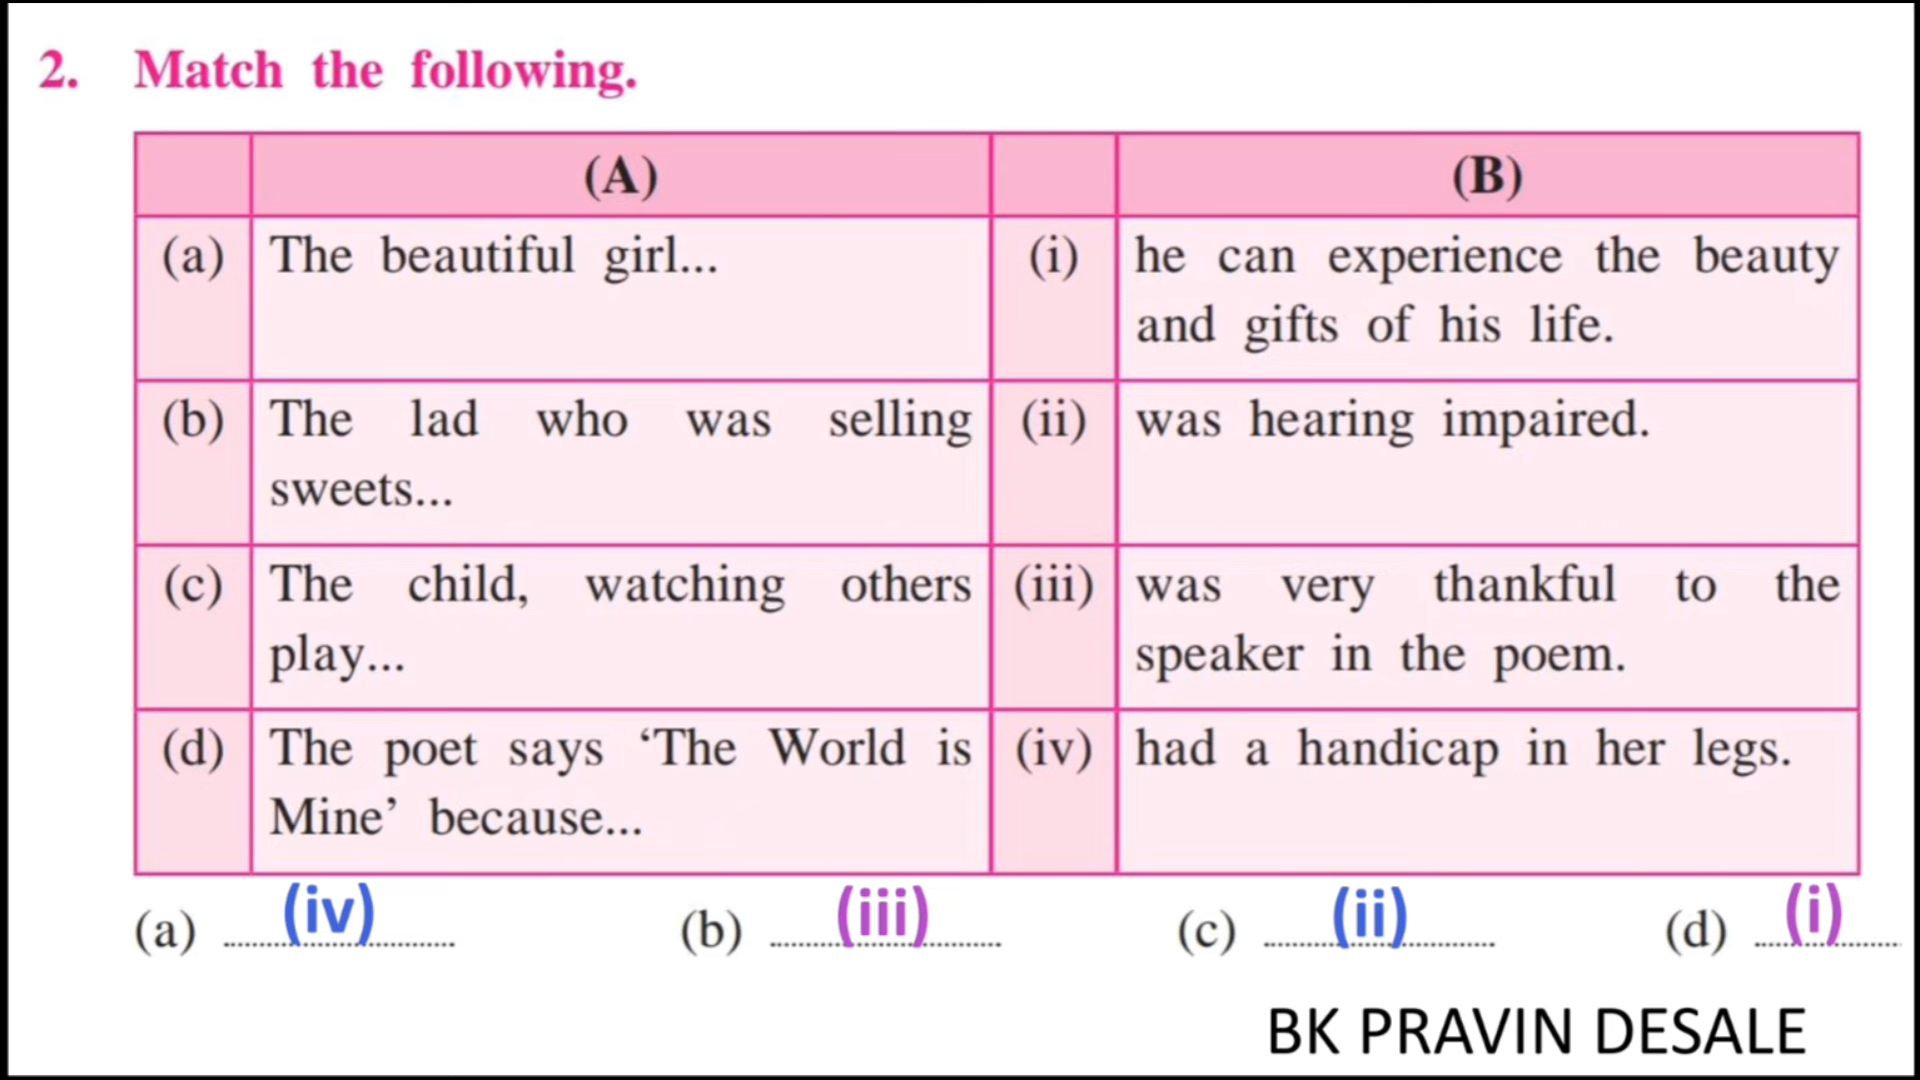 2. Match the following.
(A) (B)
(a) The beautiful girl... (i) he can experience the beauty
and gifts of his life.
(b) The lad who was selling (ii) was hearing impaired.
sweets...
(c) The child, watching others (iii) was very thankful to the
play... speaker in the poem.
(d) The poet says ‘The World is (iv) had a handicap in her legs.
Mine’ because...
(a) (iv) (b) (iii) (c) (ii) (d) (i)
BK PRAVIN DESALE